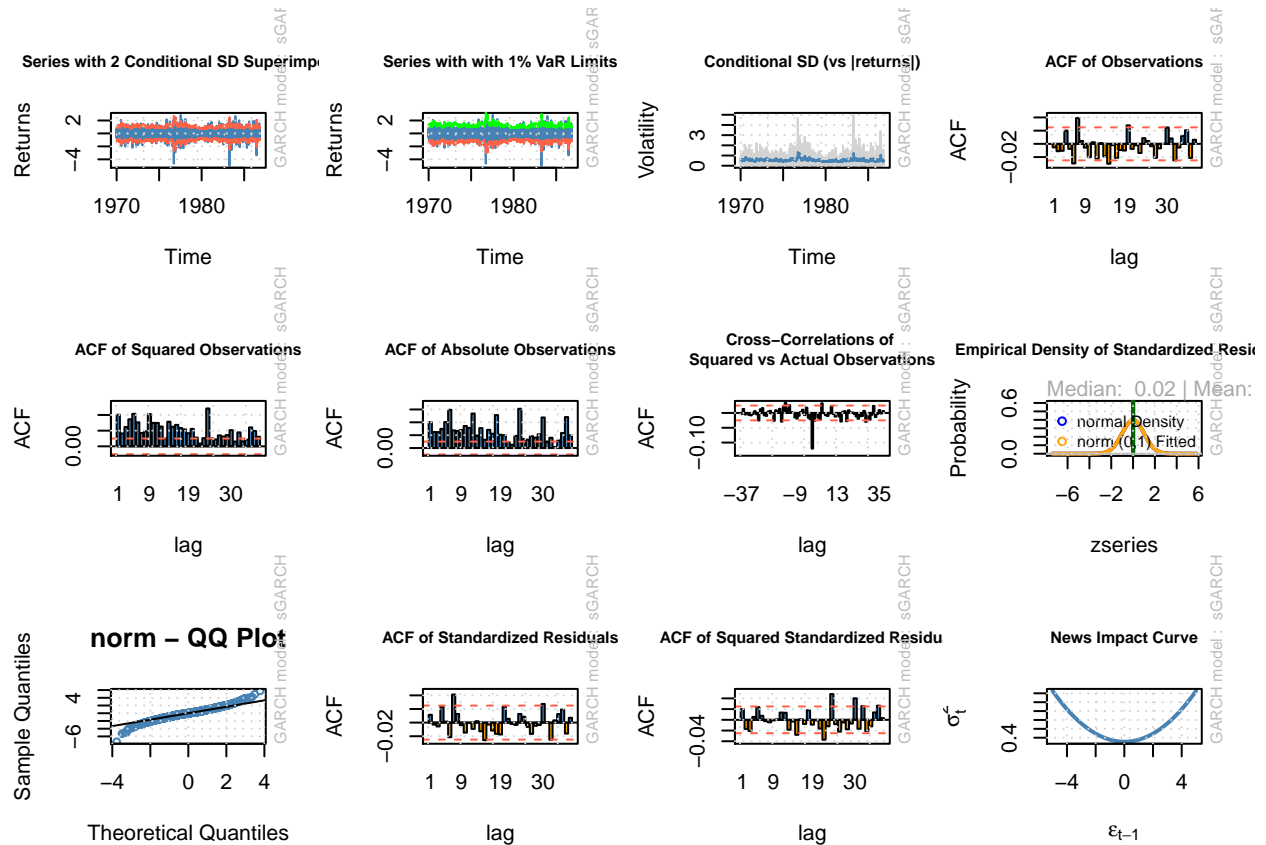 Series with 2 Conditional SD Superimp
Returns
2
−4
1970 1980
Time
GARCH model : sGAR
Series with with 1% VaR Limits
Returns
2
−4
1970 1980
Time
GARCH model : sGAR
Conditional SD (vs |returns|)
Volatility
3
0
1970 1980
Time
GARCH model : sGAR
ACF of Observations
ACF
−0.02
1 9 19 30
lag
GARCH model : sGAR
ACF of Squared Observations
ACF
0.00
1 9 19 30
lag
GARCH model : sGARCH
ACF of Absolute Observations
ACF
0.00
1 9 19 30
lag
GARCH model : sGARCH
Cross−Correlations of
Squared vs Actual Observations
ACF
−0.10
−37 −9 13 35
lag
GARCH model : sGARCH
Empirical Density of Standardized Resid
Median: 0.02 | Mean:
Probability
0.6
0.0
normal Density
norm (0,1) Fitted
−6 −2 2 6
zseries
GARCH model : sGARCH
norm − QQ Plot
Sample Quantiles
4
−6
−4 0 2 4
Theoretical Quantiles
GARCH model : sGARCH
ACF of Standardized Residuals
ACF
−0.02
1 9 19 30
lag
GARCH model : sGARCH
ACF of Squared Standardized Residu
ACF
−0.04
1 9 19 30
lag
GARCH model : sGARCH
News Impact Curve
σ²t
0.4
−4 0 4
εt−1
GARCH model : sGARCH